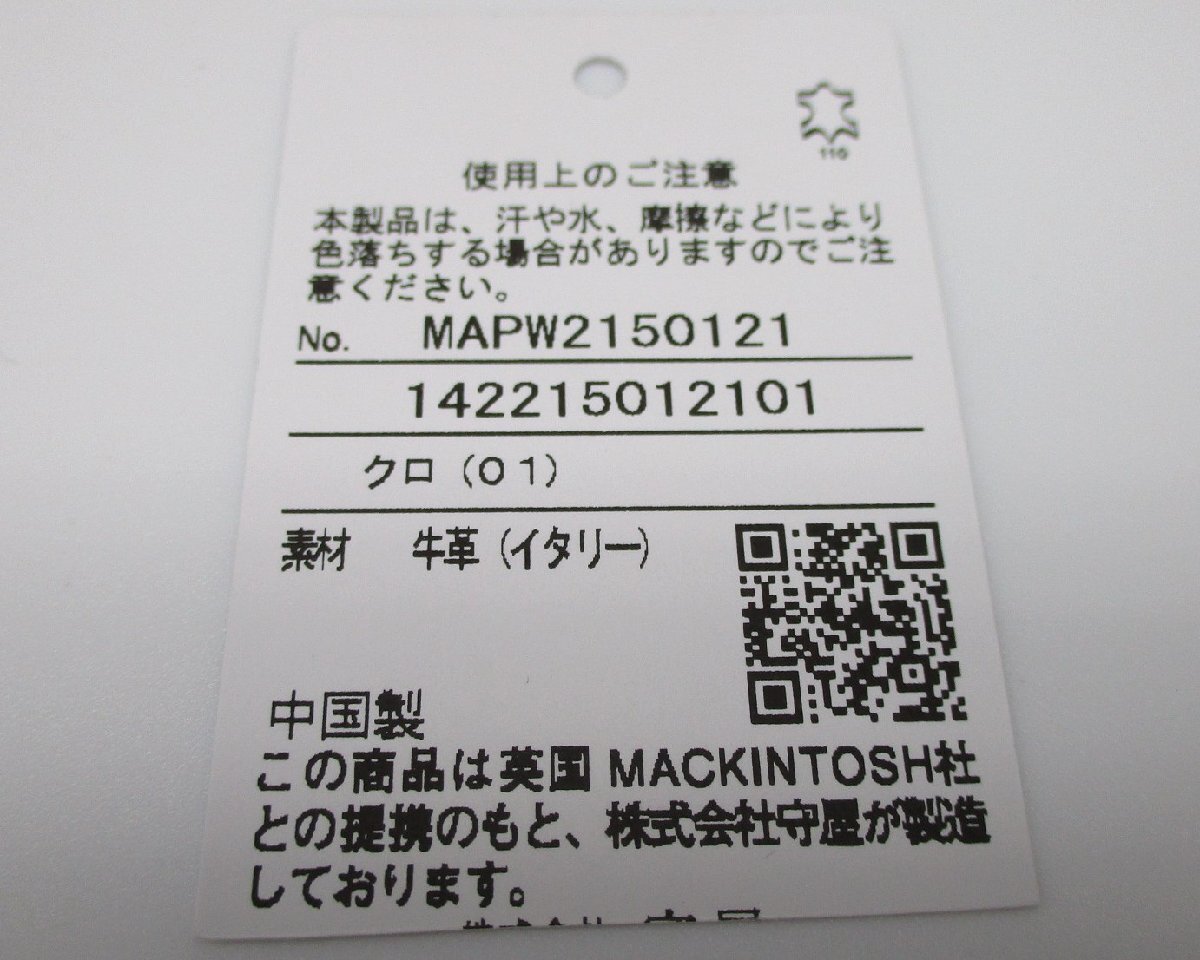 110
使用上のご注意
本製品は、汗や水、摩擦などにより
色落ちする場合がありますのでご注
意ください。
No. MAPW2150121
142215012101
クロ（０１）
素材 牛革（イタリー）
中国製
この商品は英国 MACKINTOSH社
との提携のもと、株式会社守屋が製造
しております。